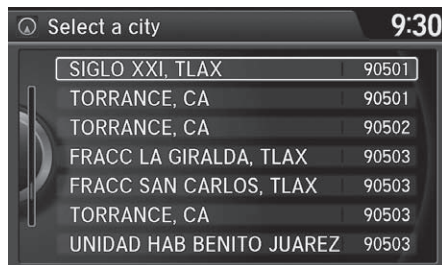 Select a city
9:30
SIGLO XXI, TLAX 90501
TORRANCE, CA 90501
TORRANCE, CA 90502
FRACC LA GIRALDA, TLAX 90503
FRACC SAN CARLOS, TLAX 90503
TORRANCE, CA 90503
UNIDAD HAB BENITO JUAREZ 90503